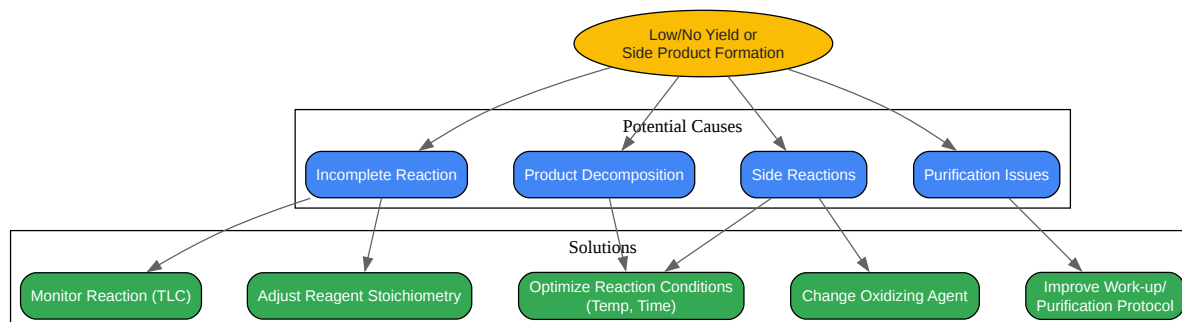 Low/No Yield or
Side Product Formation
Potential Causes
Incomplete Reaction
Product Decomposition
Side Reactions
Purification Issues
Solutions
Monitor Reaction (TLC)
Adjust Reagent Stoichiometry
Optimize Reaction Conditions
(Temp, Time)
Change Oxidizing Agent
Improve Work-up/
Purification Protocol